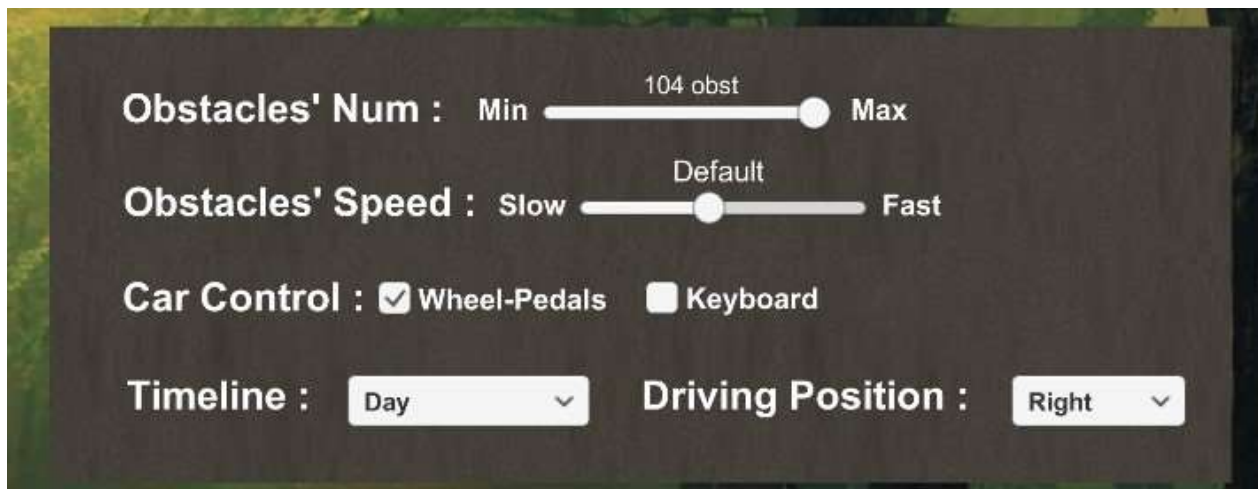 104 obst
Obstacles' Num : Min Max
Default
Obstacles' Speed : Slow Fast
Car Control : Wheel-Pedals Keyboard
Timeline : Day Driving Position : Right